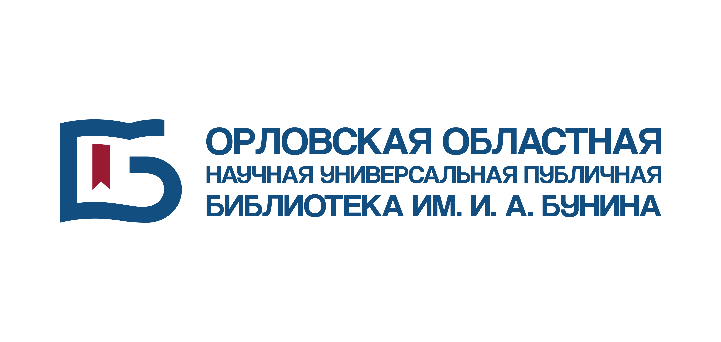 ОРЛОВСКАЯ ОБЛАСТНАЯ
НАУЧНАЯ УНИВЕРСАЛЬНАЯ ПУБЛИЧНАЯ
БИБЛИОТЕКА ИМ. И. А. БУНИНА